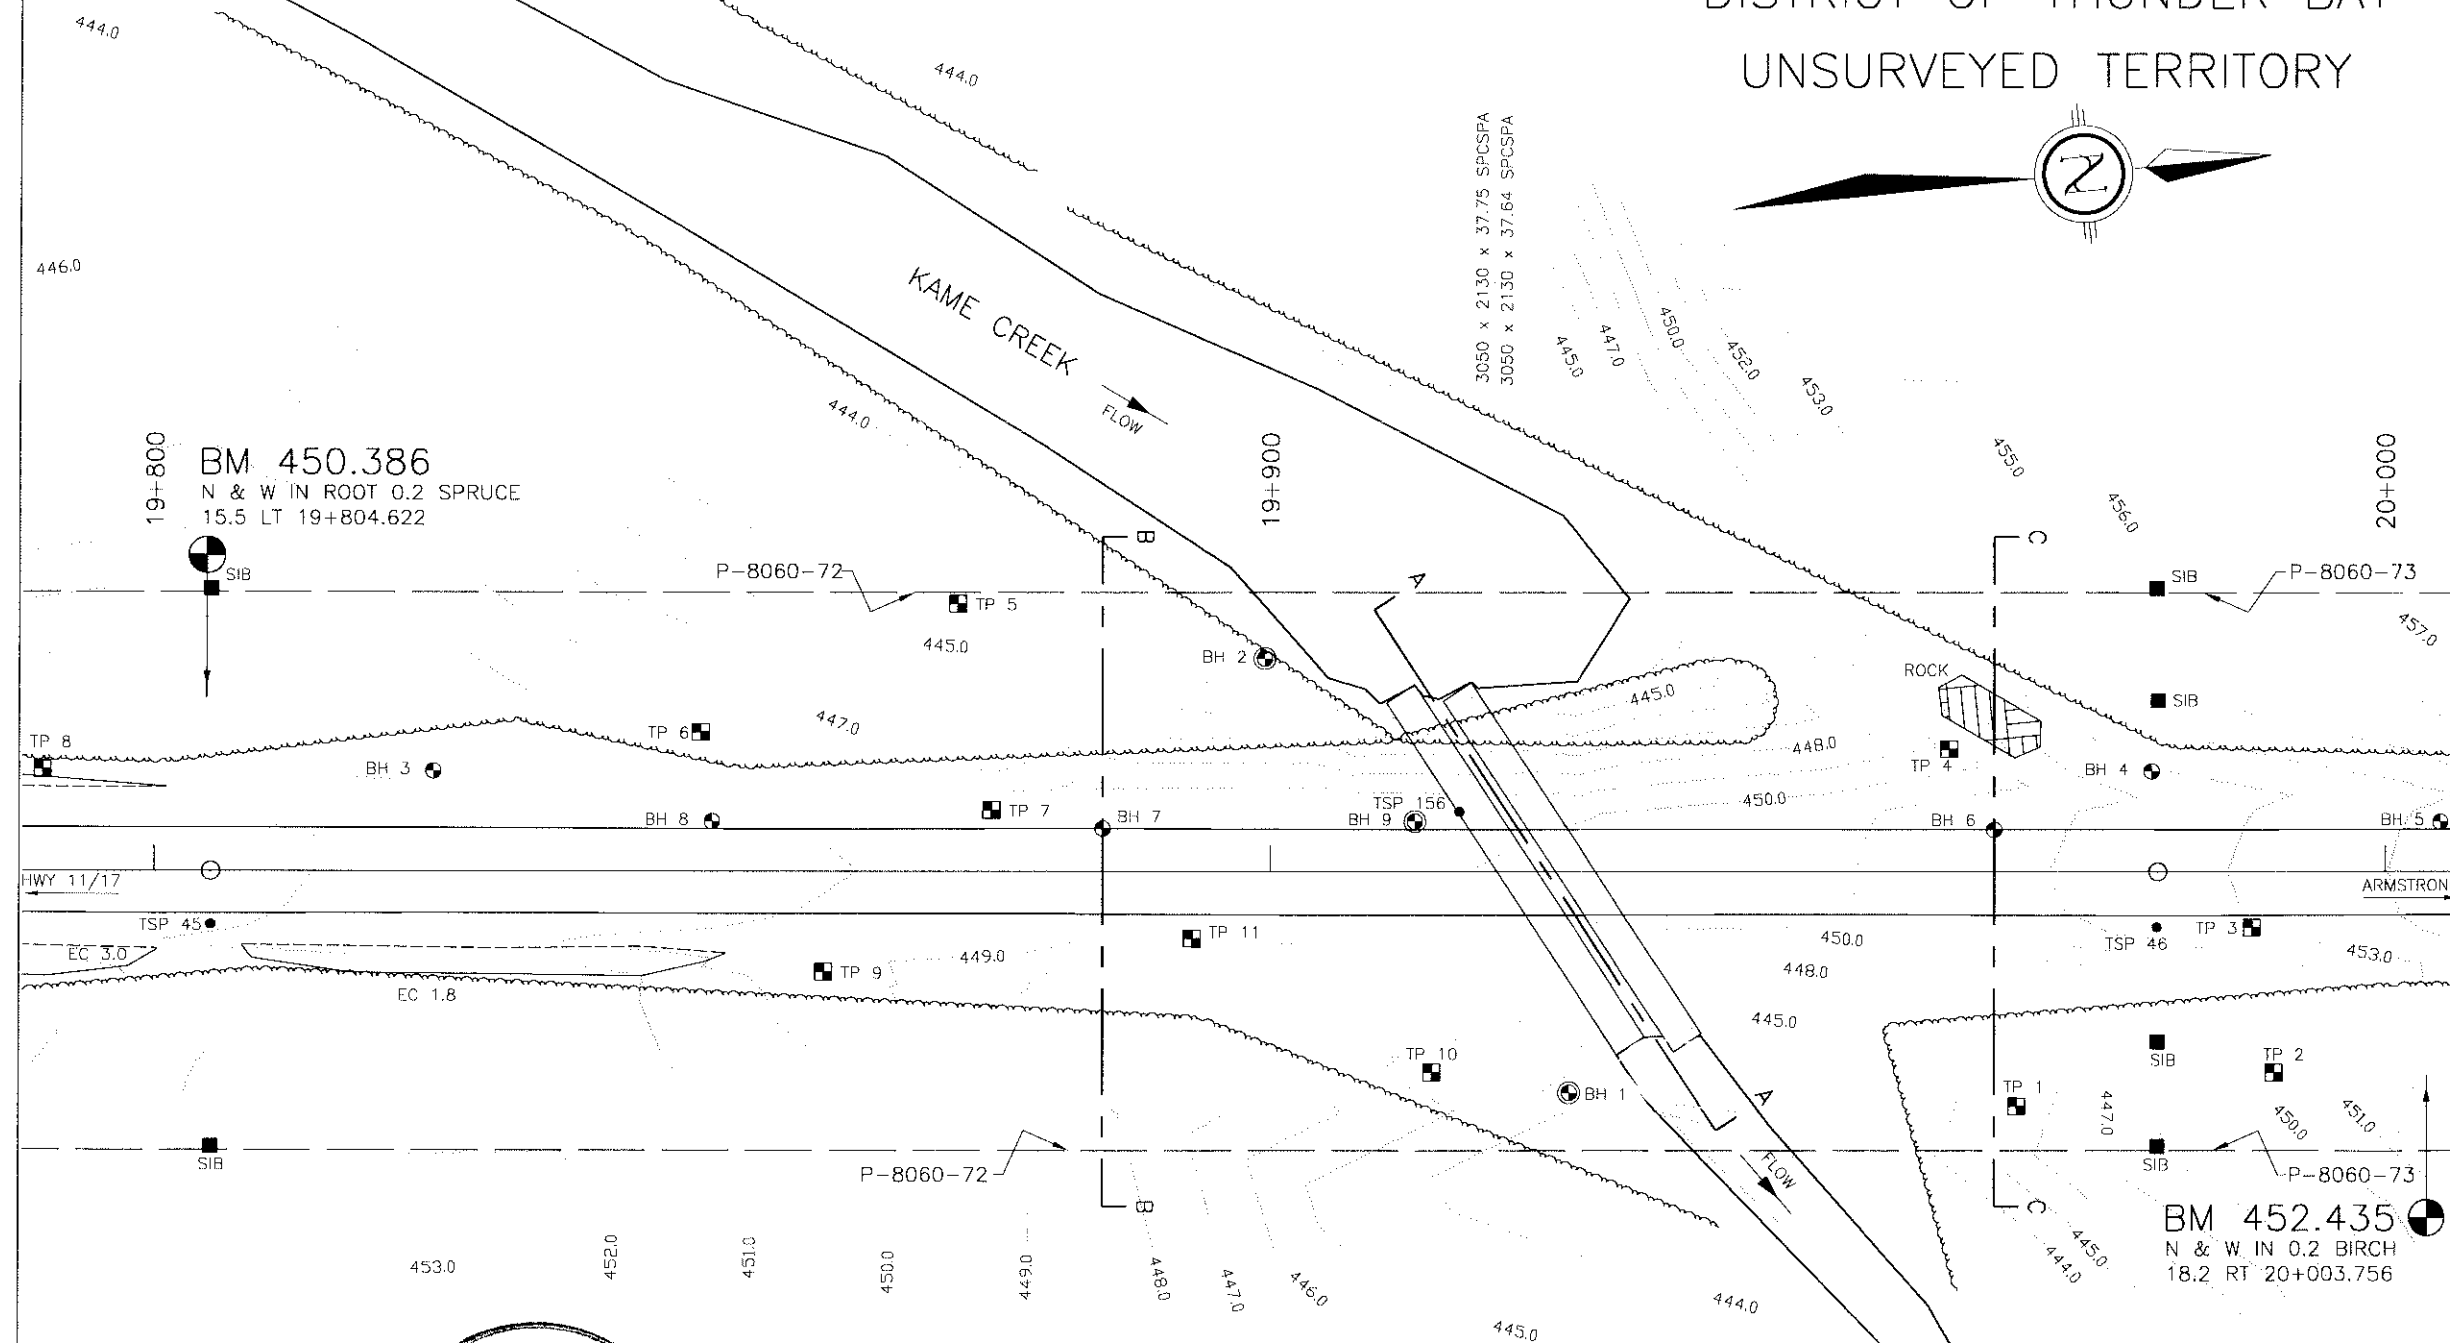 DISTRICT OF THUNDER BAY
UNSURVEYED TERRITORY
444.0
444.0
446.0
3050 x 2130 x 37.75 SPCSPA
3050 x 2130 x 37.64 SPCSPA
KAME CREEK
FLOW
444.0
445.0
447.0
450.0
452.0
453.0
455.0
456.0
457.0
19+800
19+900
20+000
BM 450.386
N & W IN ROOT 0.2 SPRUCE
15.5 LT 19+804.622
SIB
P-8060-72
TP 5
B
A
C
SIB
P-8060-73
445.0
BH 2
445.0
ROCK
SIB
TP 8
447.0
TP 6
448.0
TP 4
BH 3
BH 4
BH 8
TP 7
BH 7
TSP 156
BH 9
450.0
BH 6
BH 5
HWY 11/17
ARMSTRON
TSP 45
TP 11
450.0
TSP 46
TP 3
EC 3.0
449.0
448.0
453.0
EC 1.8
TP 9
445.0
TP 10
SIB
TP 2
BH 1
A
TP 1
447.0
450.0
451.0
SIB
P-8060-72
FLOW
SIB
P-8060-73
B
C
BM 452.435
N & W IN 0.2 BIRCH
18.2 RT 20+003.756
453.0
452.0
451.0
450.0
449.0
448.0
447.0
446.0
445.0
444.0
444.0
445.0
N